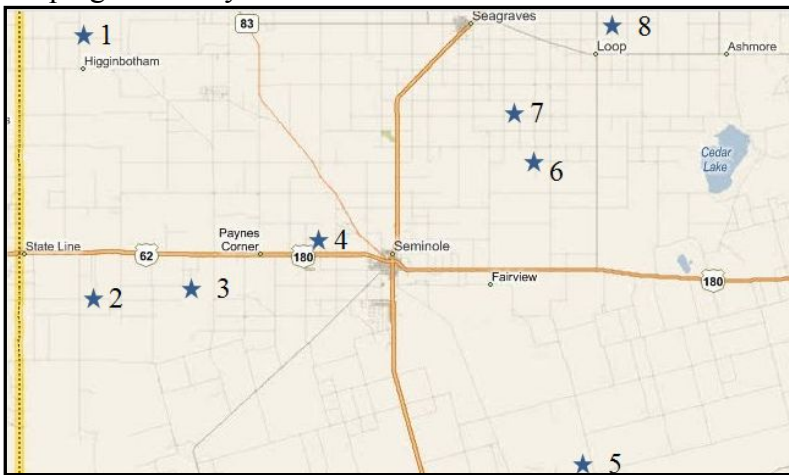 83
Seagraves
8
1
Loop
Ashmore
Higginbotham
7
6
Cedar
Lake
Paynes
Corner
4
State Line
62
180
Seminole
Fairview
180
2
3
5